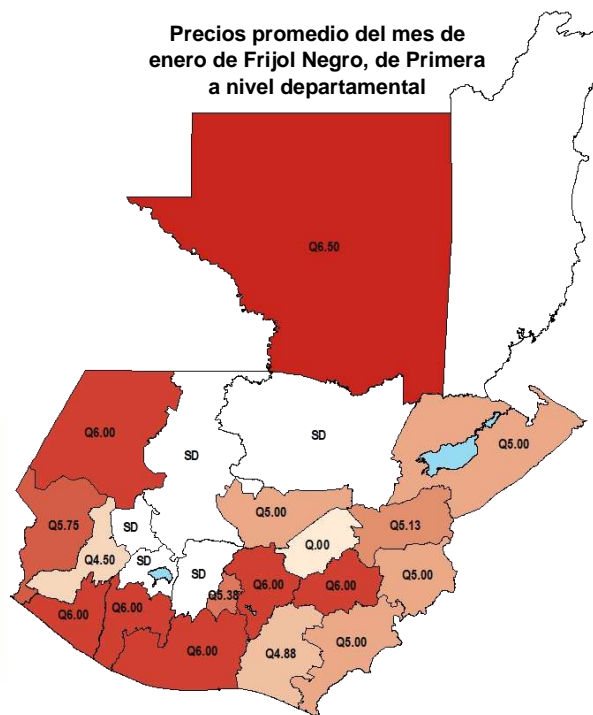 Precios promedio del mes de
enero de Frijol Negro, de Primera
a nivel departamental
Q6.50
Q6.00
SD
SD
Q5.00
Q5.75
Q4.50
SD
SD
SD
Q5.00
Q.00
Q5.13
Q5.00
Q5.38
Q6.00
Q6.00
Q6.00
Q6.00
Q6.00
Q4.88
Q5.00